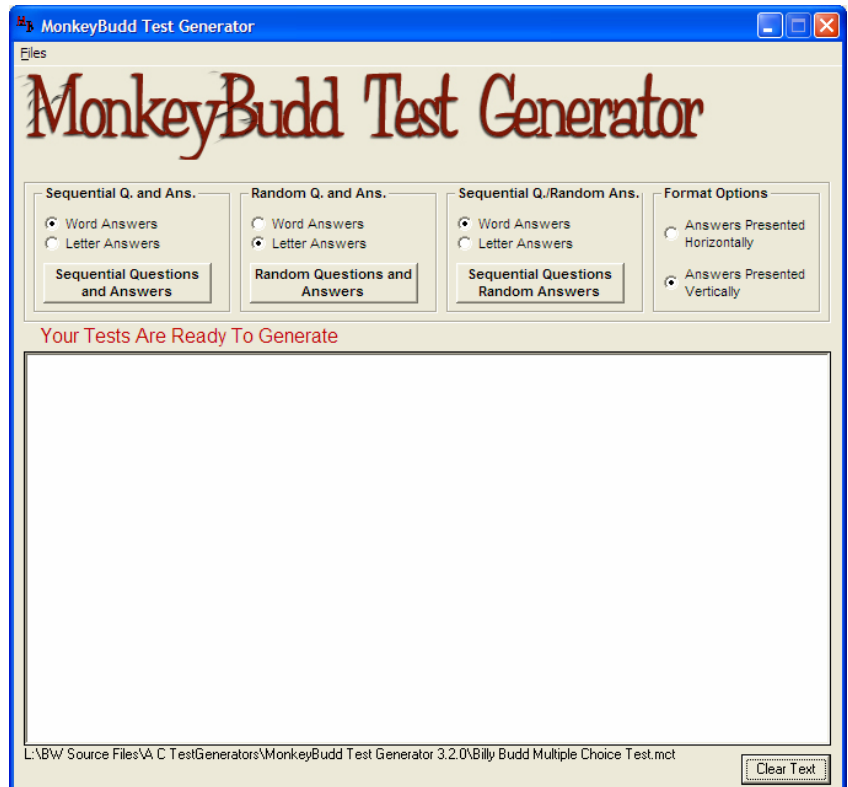 MonkeyBudd Test Generator
Files
MonkeyBudd Test Generator
Sequential Q. and Ans.
Word Answers
Letter Answers
Sequential Questions
and Answers
Random Q. and Ans.
Word Answers
Letter Answers
Random Questions and
Answers
Sequential Q./Random Ans.
Word Answers
Letter Answers
Sequential Questions
Random Answers
Format Options
Answers Presented
Horizontally
Answers Presented
Vertically
Your Tests Are Ready To Generate
L:\BW Source Files\A C TestGenerators\MonkeyBudd Test Generator 3.2.0\Billy Budd Multiple Choice Test.mct
Clear Text